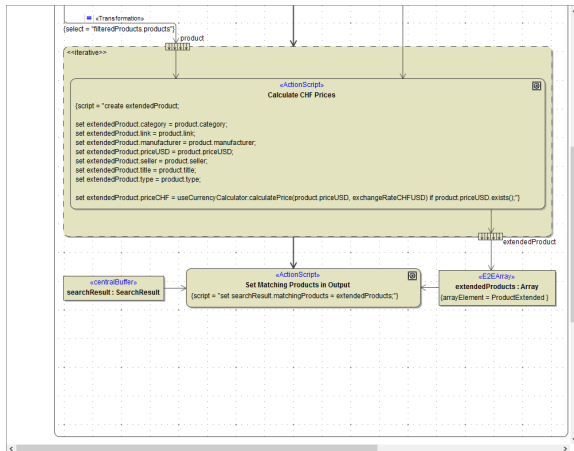 «Transformation»
{select = "filteredProducts.products"}
product
<<iterative>>
«ActionScript»
Calculate CHF Prices
{script = "create extendedProduct;
set extendedProduct.category = product.category;
set extendedProduct.link = product.link;
set extendedProduct.manufacturer = product.manufacturer;
set extendedProduct.priceUSD = product.priceUSD;
set extendedProduct.seller = product.seller;
set extendedProduct.title = product.title;
set extendedProduct.type = product.type;
set extendedProduct.priceCHF = useCurrencyCalculator:calculatePrice(product.priceUSD, exchangeRateCHFUSD) if product.priceUSD.exists();"}
extendedProduct
«centralBuffer»
searchResult : SearchResult
«ActionScript»
Set Matching Products in Output
{script = "set searchResult.matchingProducts = extendedProducts;"}
«E2EArray»
extendedProducts : Array
{arrayElement = ProductExtended }